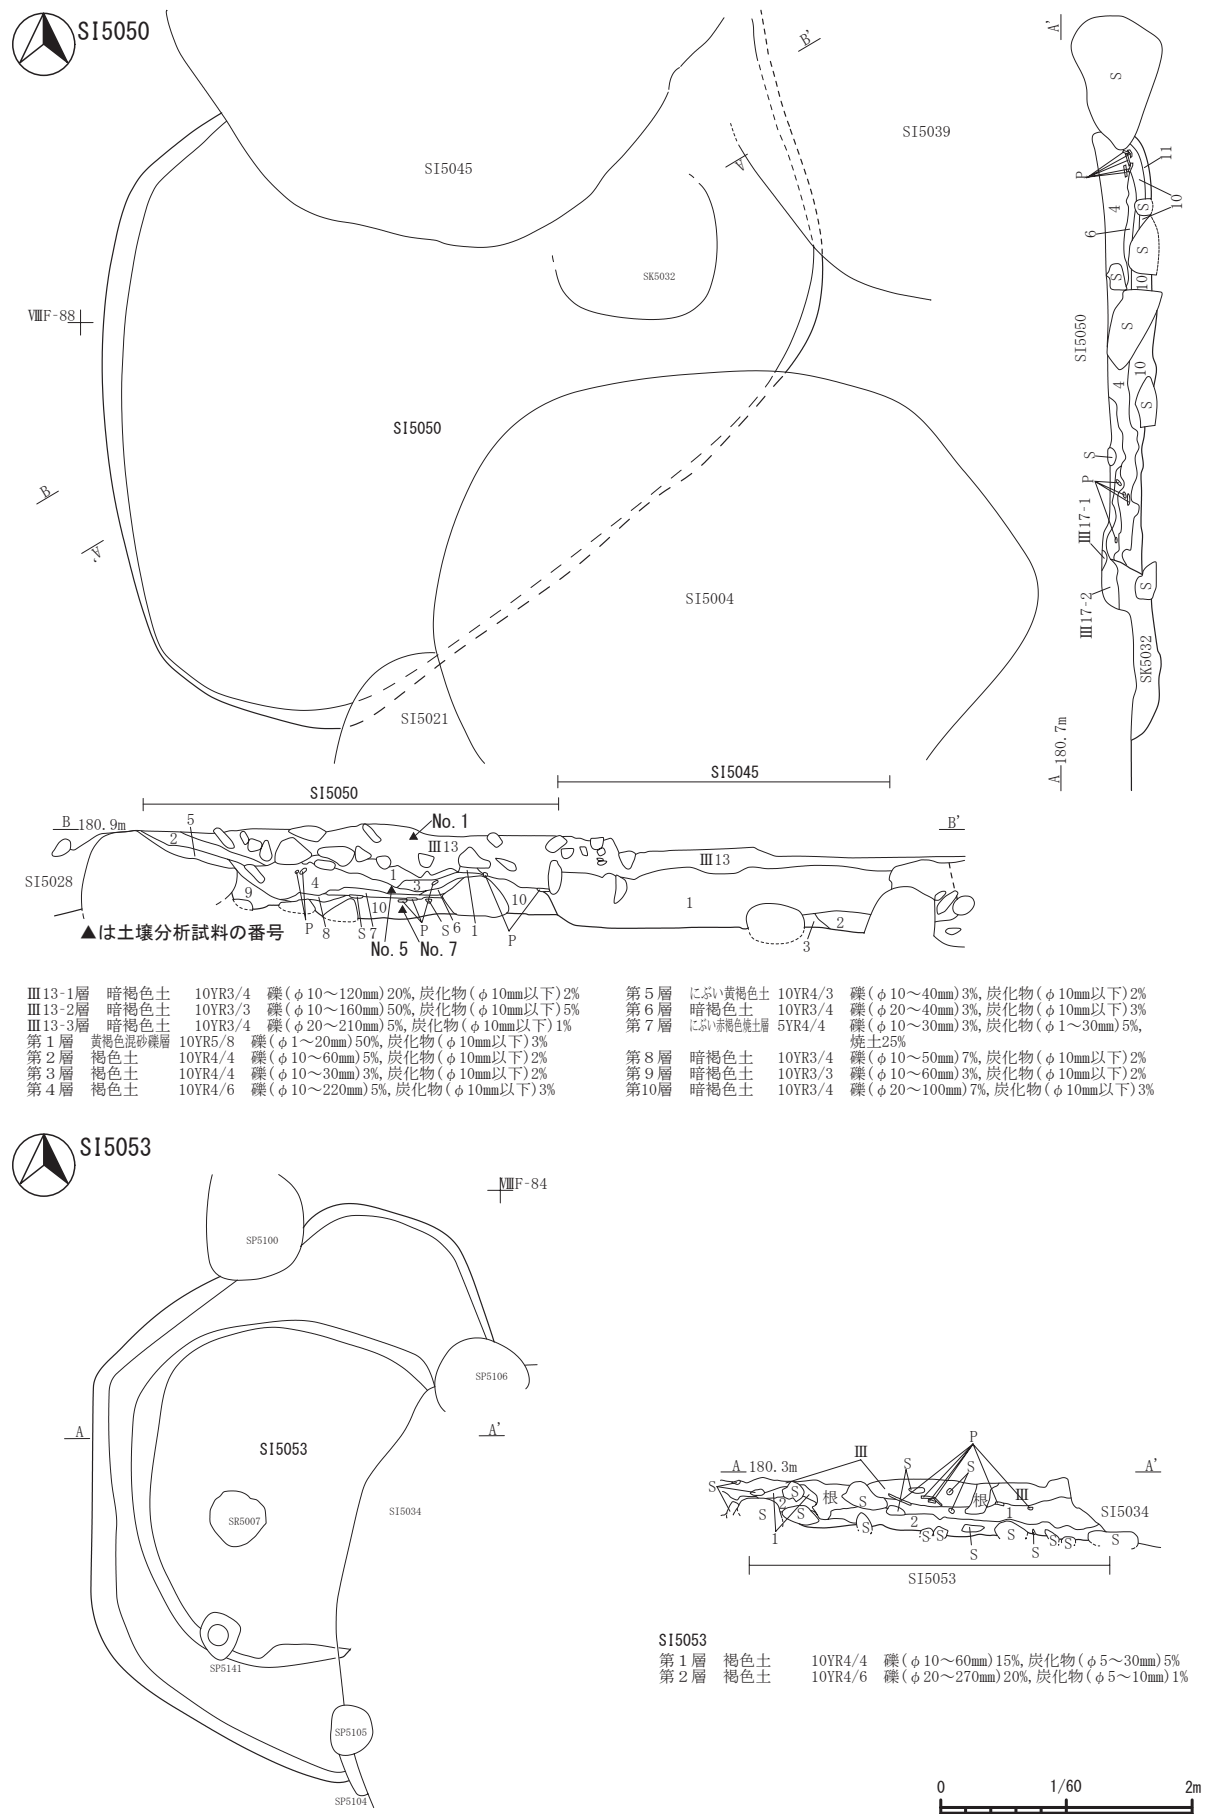 SI5050
B'
A'
SI5039
S
SI5045
A
11
P
4
S
10
6
SK5032
S
S
10
ⅧF-88
S
SI5050
10
4
SI5050
S
B
S
P
A'
Ⅲ17-1
SI5004
S
Ⅲ17-2
SK5032
SI5021
A 180.7m
SI5045
SI5050
B 180.9m
5
2
No.1
Ⅲ13
B'
Ⅲ13
SI5028
1
4
3
9
10
10
1
2
3
P
8
S
7
P
S
6
1
P
▲は土壌分析試料の番号
No.5
No.7
Ⅲ13-1層 暗褐色土 10YR3/4 礫(φ10～120㎜)20%,炭化物(φ10㎜以下)2%
Ⅲ13-2層 暗褐色土 10YR3/3 礫(φ10～160㎜)50%,炭化物(φ10㎜以下)5%
Ⅲ13-3層 暗褐色土 10YR3/4 礫(φ20～210㎜)5%,炭化物(φ10㎜以下)1%
第１層 黄褐色混砂礫層 10YR5/8 礫(φ1～20㎜)50%,炭化物(φ10㎜以下)3%
第２層 褐色土 10YR4/4 礫(φ10～60㎜)5%,炭化物(φ10㎜以下)2%
第３層 褐色土 10YR4/4 礫(φ10～30㎜)3%,炭化物(φ10㎜以下)2%
第４層 褐色土 10YR4/6 礫(φ10～220㎜)5%,炭化物(φ10㎜以下)3%
第５層 にぶい黄褐色土 10YR4/3 礫(φ10～40㎜)3%,炭化物(φ10㎜以下)2%
第６層 暗褐色土 10YR3/4 礫(φ20～40㎜)3%,炭化物(φ10㎜以下)3%
第７層 にぶい赤褐色焼土層 5YR4/4 礫(φ10～30㎜)3%,炭化物(φ1～30㎜)5%,
焼土25%
第８層 暗褐色土 10YR3/4 礫(φ10～50㎜)7%,炭化物(φ10㎜以下)2%
第９層 暗褐色土 10YR3/3 礫(φ10～60㎜)3%,炭化物(φ10㎜以下)2%
第10層 暗褐色土 10YR3/4 礫(φ20～100㎜)7%,炭化物(φ10㎜以下)3%
SI5053
ⅧF-84
SP5100
SP5106
A
A'
SI5053
SI5034
SR5007
SP5141
SP5105
SP5104
P
Ⅲ
A 180.3m
S
S
A'
S
S
2
根
S
根
Ⅲ
SI5034
S
S
1
2
1
S
S
S
S
S
S
S
S
S
SI5053
SI5053
第１層 褐色土 10YR4/4 礫(φ10～60㎜)15%,炭化物(φ5～30㎜)5%
第２層 褐色土 10YR4/6 礫(φ20～270㎜)20%,炭化物(φ5～10㎜)1%
0 1/60 2m